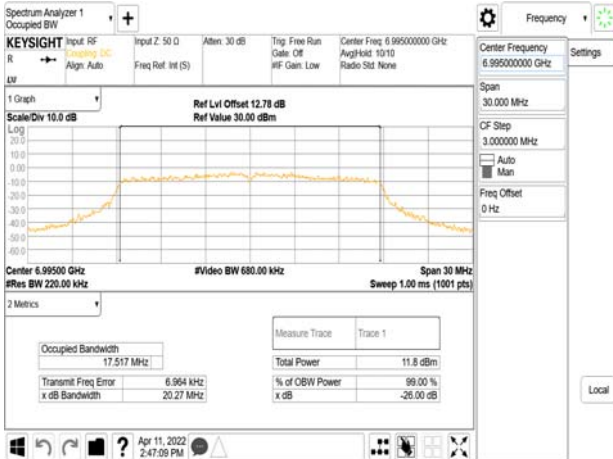 Spectrum Analyzer 1
Occupied BW
+
Frequency
KEYSIGHT
R
LVI
Input: RF
Coupling: DC
Align: Auto
Input Z: 50 Ω
Freq Ref: Int (S)
Atten: 30 dB
Trig: Free Run
Gate: Off
#IF Gain: Low
Center Freq: 6.995000000 GHz
Avg|Hold: 10/10
Radio Std: None
Center Frequency
6.995000000 GHz
Settings
Span
30.000 MHz
CF Step
3.000000 MHz
Auto
Man
Freq Offset
0 Hz
1 Graph
Ref Lvl Offset 12.78 dB
Scale/Div 10.0 dB
Ref Value 30.00 dBm
Log
20.0
10.0
0.00
-10.0
-20.0
-30.0
-40.0
-50.0
-60.0
Center 6.99500 GHz
#Video BW 680.00 kHz
Span 30 MHz
#Res BW 220.00 kHz
Sweep 1.00 ms (1001 pts)
2 Metrics
Measure Trace
Trace 1
Occupied Bandwidth
17.517 MHz
Total Power
11.8 dBm
Transmit Freq Error
6.964 kHz
% of OBW Power
99.00 %
x dB Bandwidth
20.27 MHz
x dB
-26.00 dB
Local
?
Apr 11, 2022
2:47:09 PM